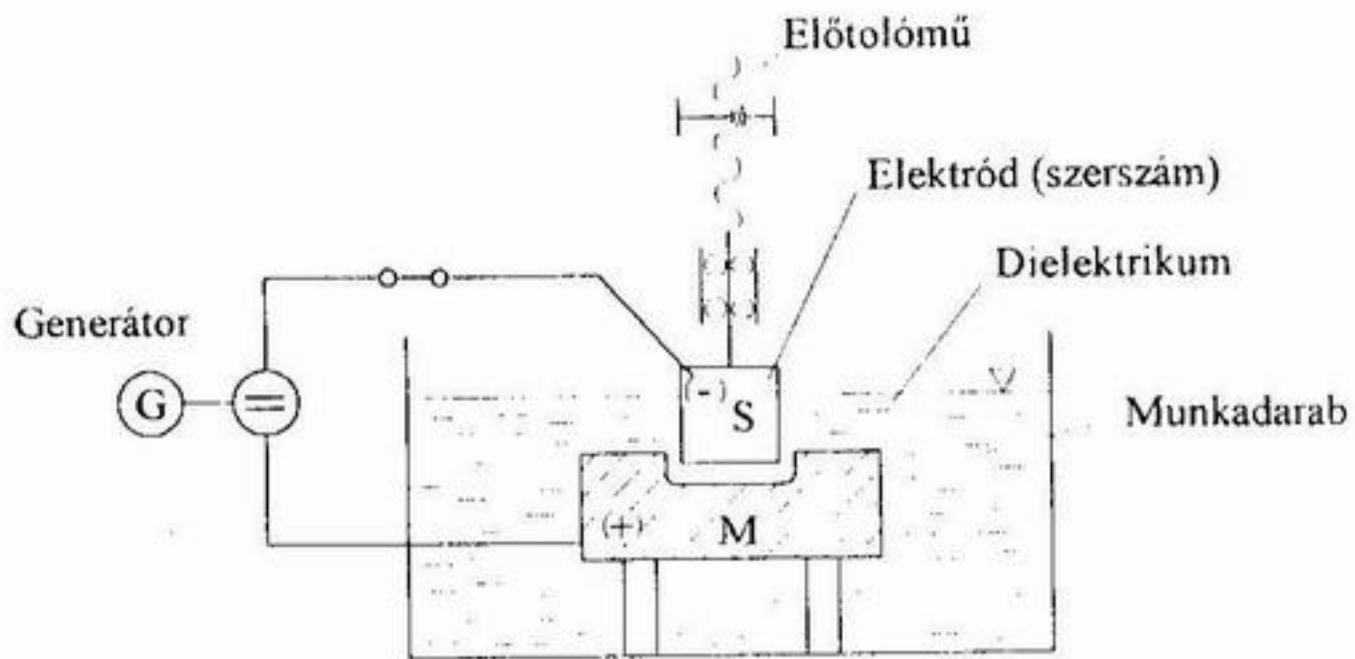 Előtolómű
Elektród (szerszám)
Dielektrikum
Generátor
G
(-)
S
Munkadarab
(+)
M